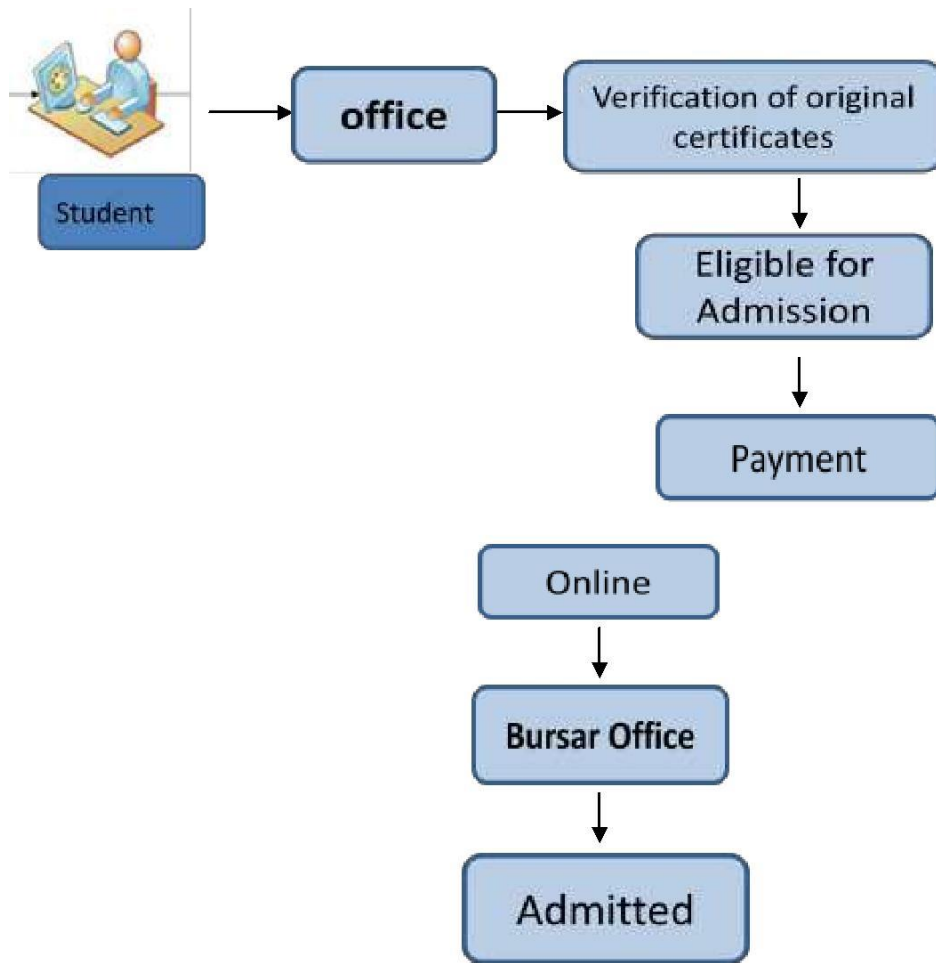 Student
office
Verification of original
certificates
Eligible for
Admission
Payment
Online
Bursar Office
Admitted